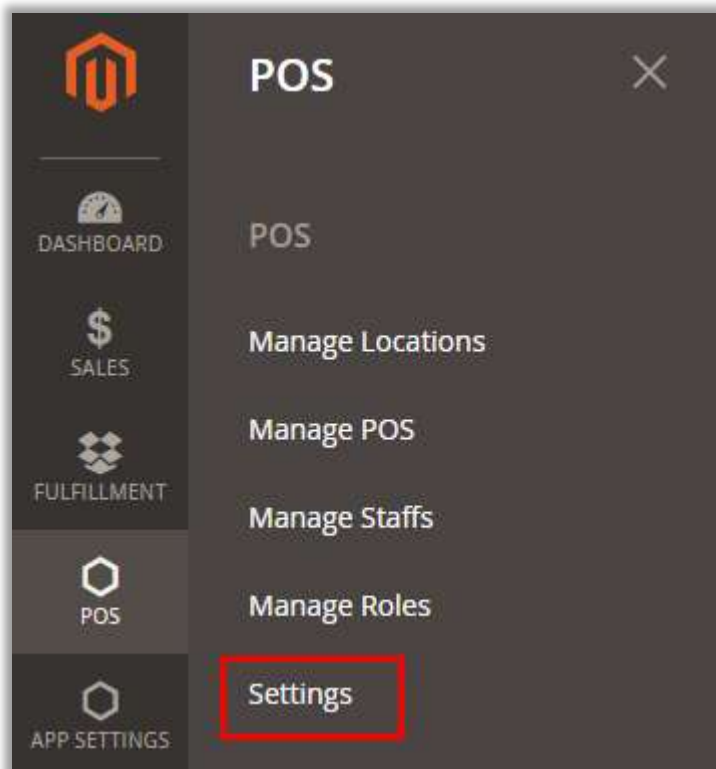 DASHBOARD
SALES
FULFILLMENT
POS
APP SETTINGS
POS
POS
Manage Locations
Manage POS
Manage Staffs
Manage Roles
Settings